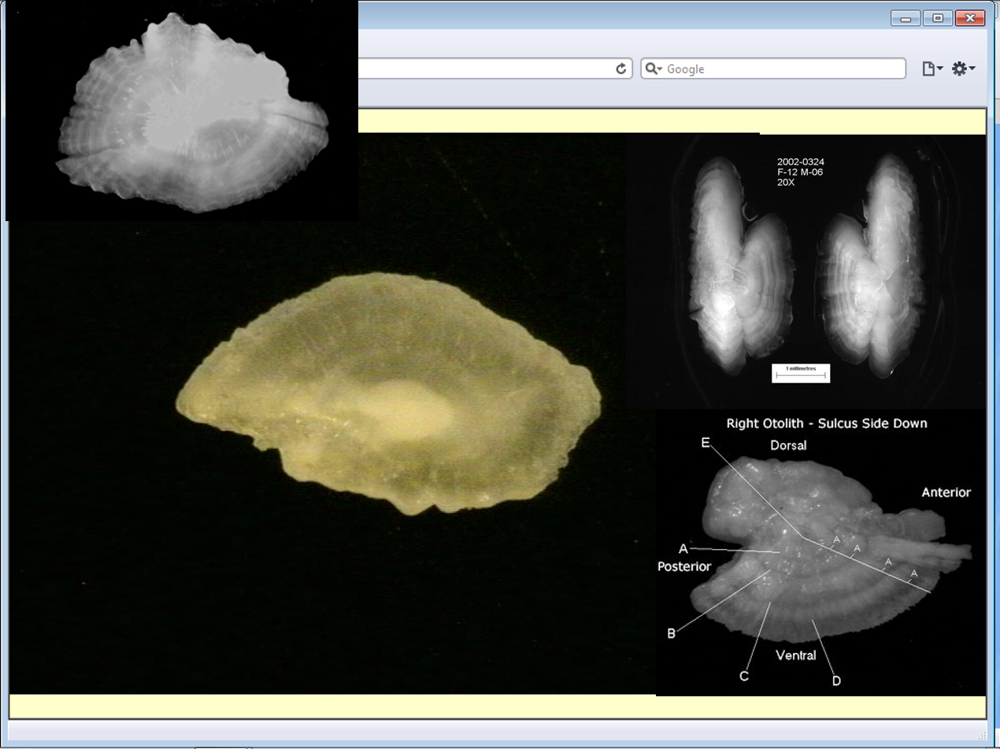 Google
2002-0324
F-12 M-06
20X
1 millimetres
Right Otolith - Sulcus Side Down
E
Dorsal
Anterior
A
A
A
Posterior
A
A
B
Ventral
C
D